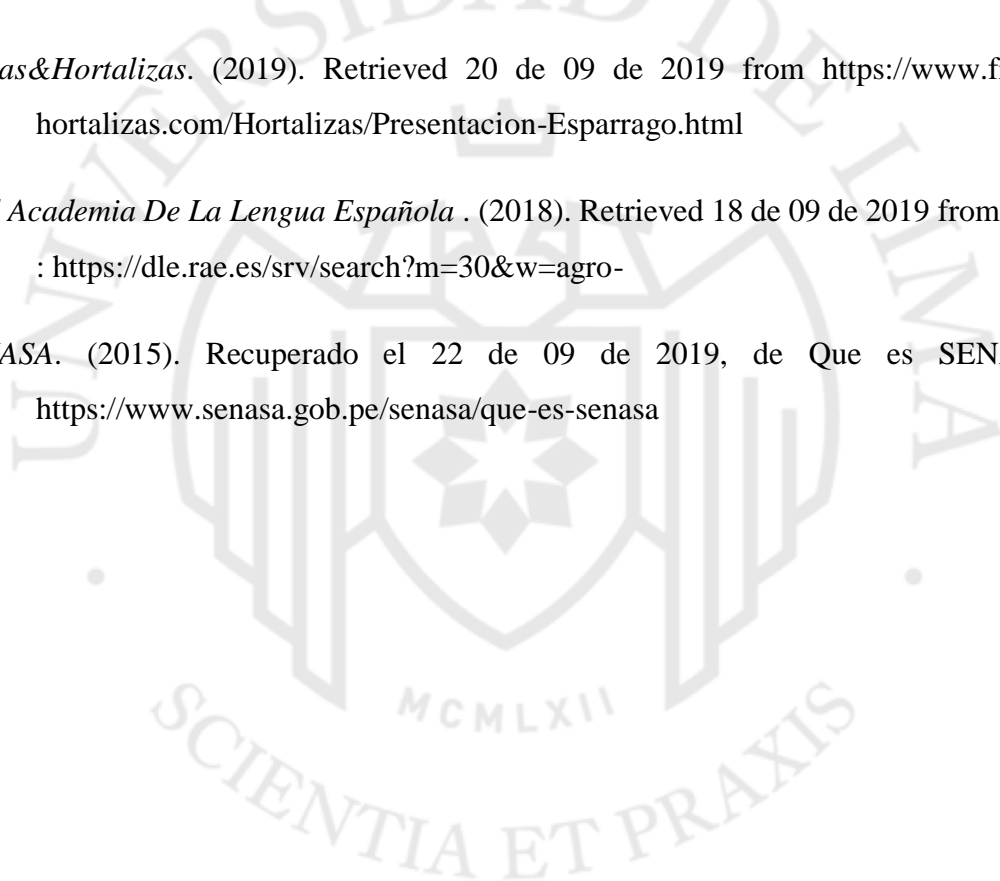 as&Hortalizas. (2019). Retrieved 20 de 09 de 2019 from https://www.f
hortalizas.com/Hortalizas/Presentacion-Esparrago.html
Academia De La Lengua Española . (2018). Retrieved 18 de 09 de 2019 from
: https://dle.rae.es/srv/search?m=30&w=agro-
ASA. (2015). Recuperado el 22 de 09 de 2019, de Que es SEN
https://www.senasa.gob.pe/senasa/que-es-senasa
UNIVERSIDAD DE LIMA
MCMLXII
SCIENTIA ET PRAXIS